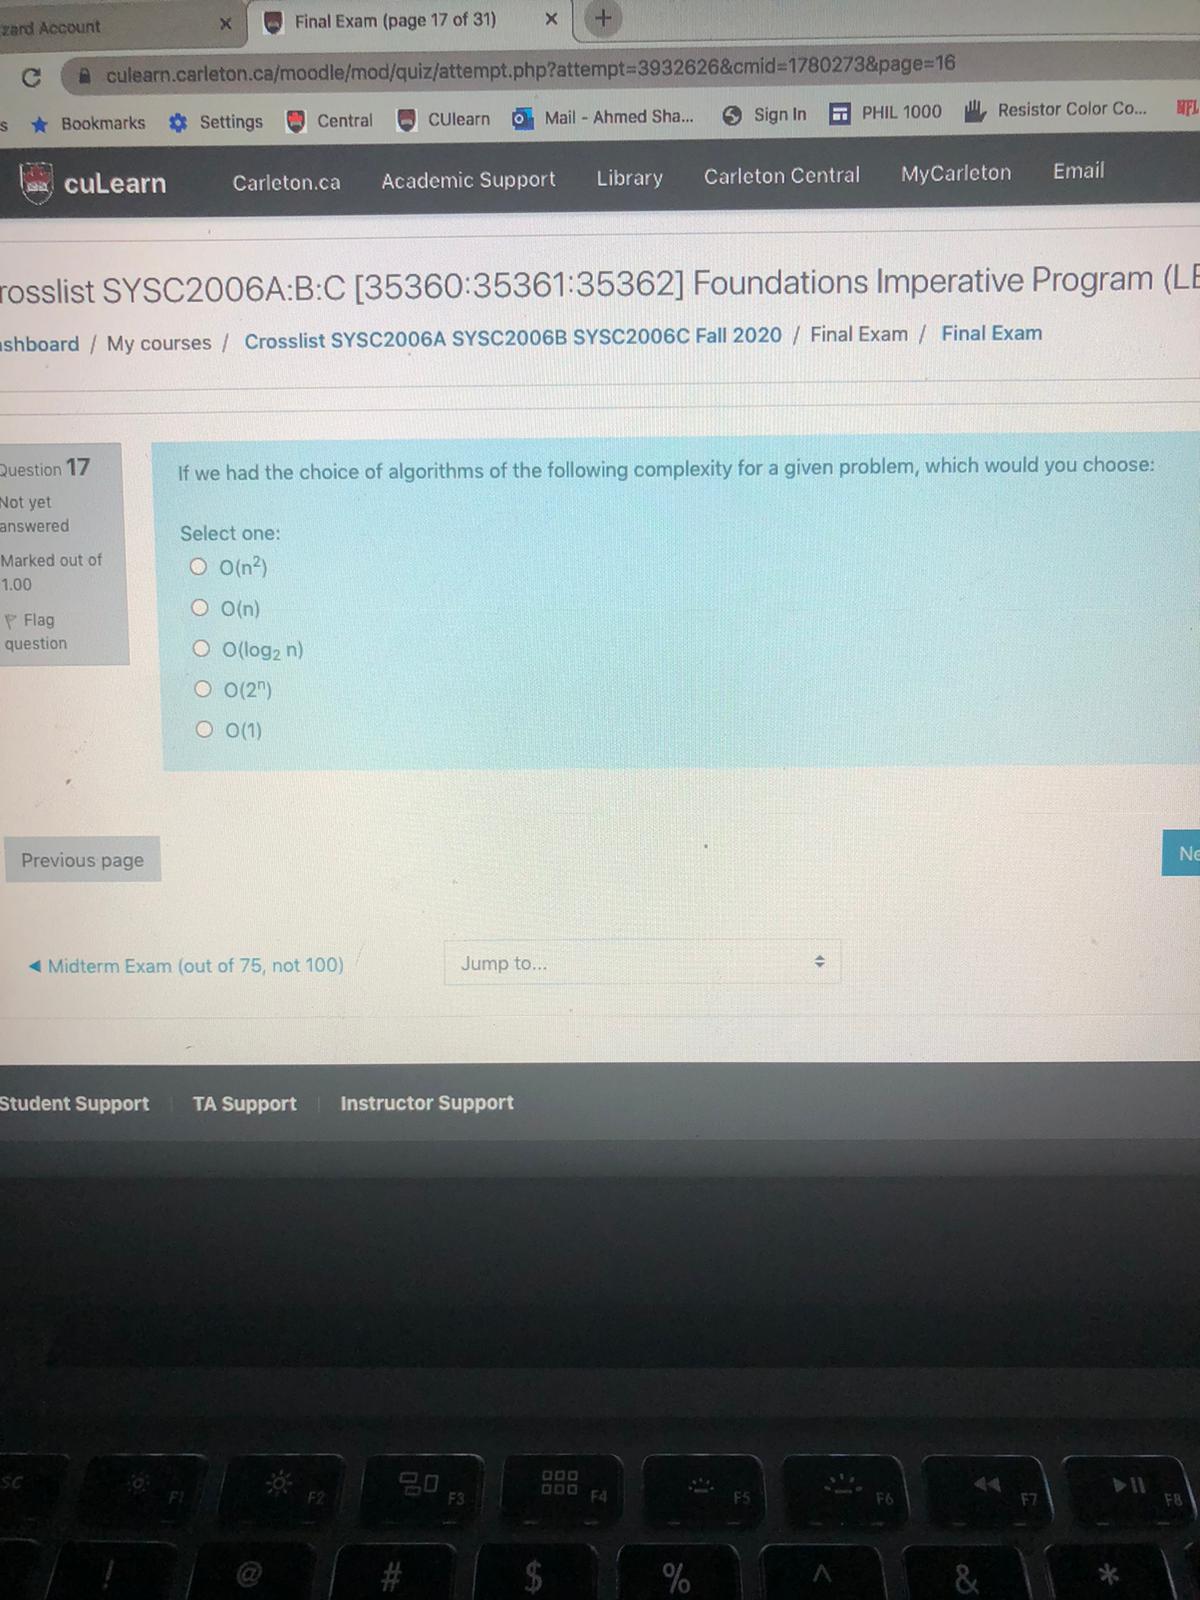 zard Account
Final Exam (page 17 of 31)
culearn.carleton.ca/moodle/mod/quiz/attempt.php?attempt=3932626&cmid=1780273&page=16
s Bookmarks Settings Central CUlearn Mail - Ahmed Sha... Sign In PHIL 1000 Resistor Color Co... NFL
cuLearn Carleton.ca Academic Support Library Carleton Central MyCarleton Email
rosslist SYSC2006A:B:C [35360:35361:35362] Foundations Imperative Program (LE
ashboard / My courses / Crosslist SYSC2006A SYSC2006B SYSC2006C Fall 2020 / Final Exam / Final Exam
Question 17
Not yet
answered
Marked out of
1.00
Flag
question
If we had the choice of algorithms of the following complexity for a given problem, which would you choose:
Select one:
O(n²)
O(n)
O(log₂ n)
O(2ⁿ)
O(1)
Previous page
Ne
◄ Midterm Exam (out of 75, not 100)
Jump to...
Student Support TA Support Instructor Support
sc F1 F2 F3 F4 F5 F6 F7 F8
! @ # $ % ^ & *